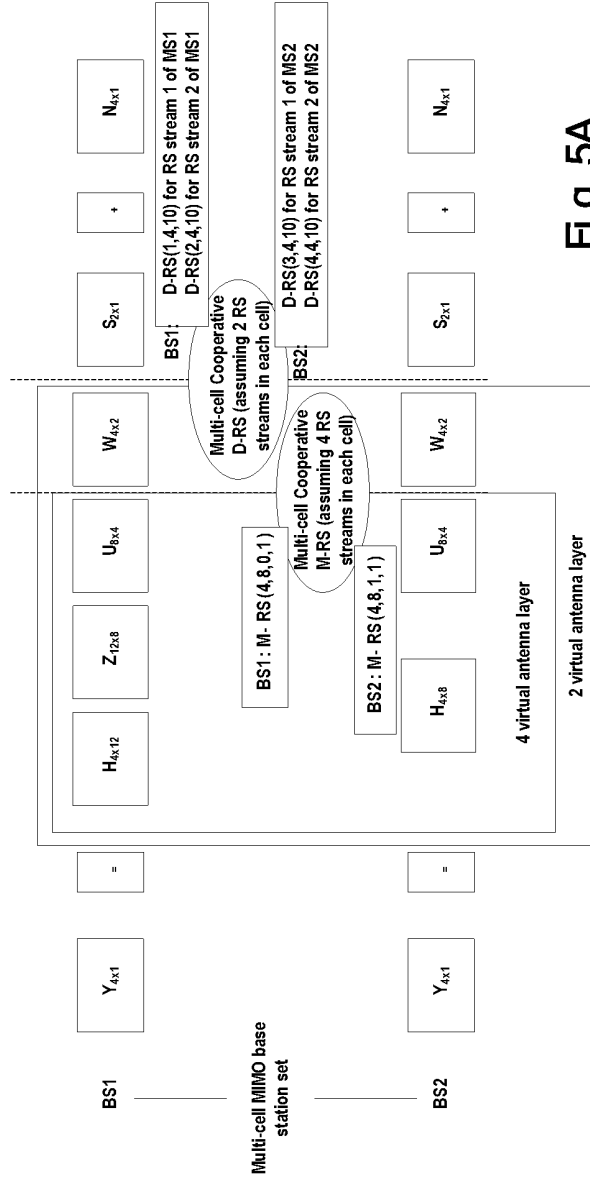 BS1
Y4x1
=
H4x12
Z12x8
U8x4
W4x2
S2x1
+
N4x1
Multi-cell MIMO base
station set
BS1 : M- RS(4,8,0,1)
BS2 : M- RS(4,8,1,1)
Multi-cell Cooperative
M-RS (assuming 4 RS
streams in each cell)
Multi-cell Cooperative
D-RS (assuming 2 RS
streams in each cell)
BS1:
D-RS(1,4,10) for RS stream 1 of MS1
D-RS(2,4,10) for RS stream 2 of MS1
BS2:
D-RS(3,4,10) for RS stream 1 of MS2
D-RS(4,4,10) for RS stream 2 of MS2
BS2
Y4x1
=
H4x8
U8x4
W4x2
S2x1
+
N4x1
4 virtual antenna layer
2 virtual antenna layer
Fig. 5A